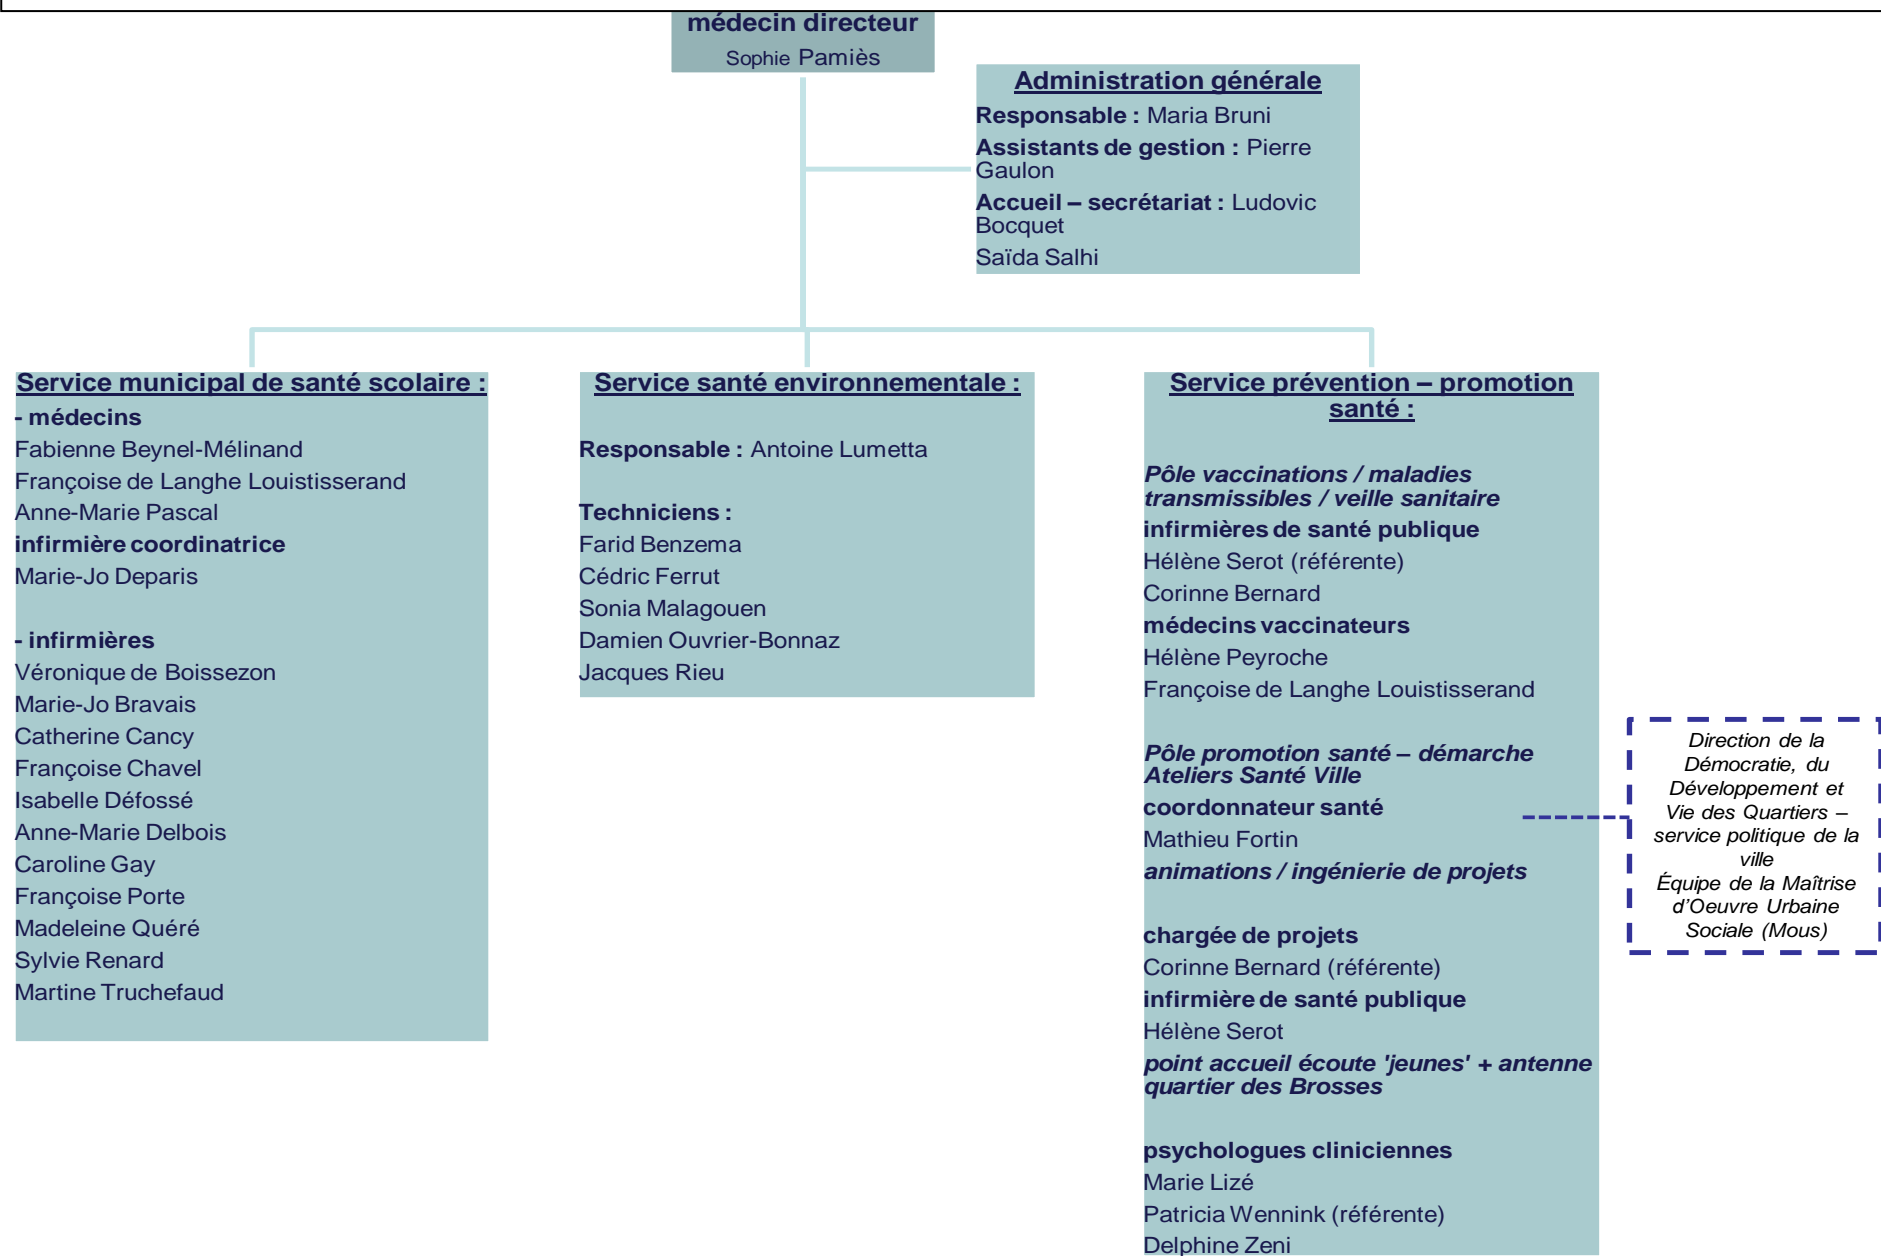 médecin directeur
Sophie Pamiès
Administration générale
Responsable : Maria Bruni
Assistants de gestion : Pierre
Gaulon
Accueil – secrétariat : Ludovic
Bocquet
Saïda Salhi
Service municipal de santé scolaire :
- médecins
Fabienne Beynel-Mélinand
Françoise de Langhe Louistisserand
Anne-Marie Pascal
infirmière coordinatrice
Marie-Jo Deparis
- infirmières
Véronique de Boissezon
Marie-Jo Bravais
Catherine Cancy
Françoise Chavel
Isabelle Défossé
Anne-Marie Delbois
Caroline Gay
Françoise Porte
Madeleine Quéré
Sylvie Renard
Martine Truchefaud
Service santé environnementale :
Responsable : Antoine Lumetta
Techniciens :
Farid Benzema
Cédric Ferrut
Sonia Malagouen
Damien Ouvrier-Bonnaz
Jacques Rieu
Service prévention – promotion
santé :
Pôle vaccinations / maladies
transmissibles / veille sanitaire
infirmières de santé publique
Hélène Serot (référente)
Corinne Bernard
médecins vaccinateurs
Hélène Peyroche
Françoise de Langhe Louistisserand
Pôle promotion santé – démarche
Ateliers Santé Ville
coordonnateur santé
Mathieu Fortin
animations / ingénierie de projets
chargée de projets
Corinne Bernard (référente)
infirmière de santé publique
Hélène Serot
point accueil écoute 'jeunes' + antenne
quartier des Brosses
psychologues cliniciennes
Marie Lizé
Patricia Wennink (référente)
Delphine Zeni
Direction de la
Démocratie, du
Développement et
Vie des Quartiers –
service politique de la
ville
Équipe de la Maîtrise
d'Oeuvre Urbaine
Sociale (Mous)